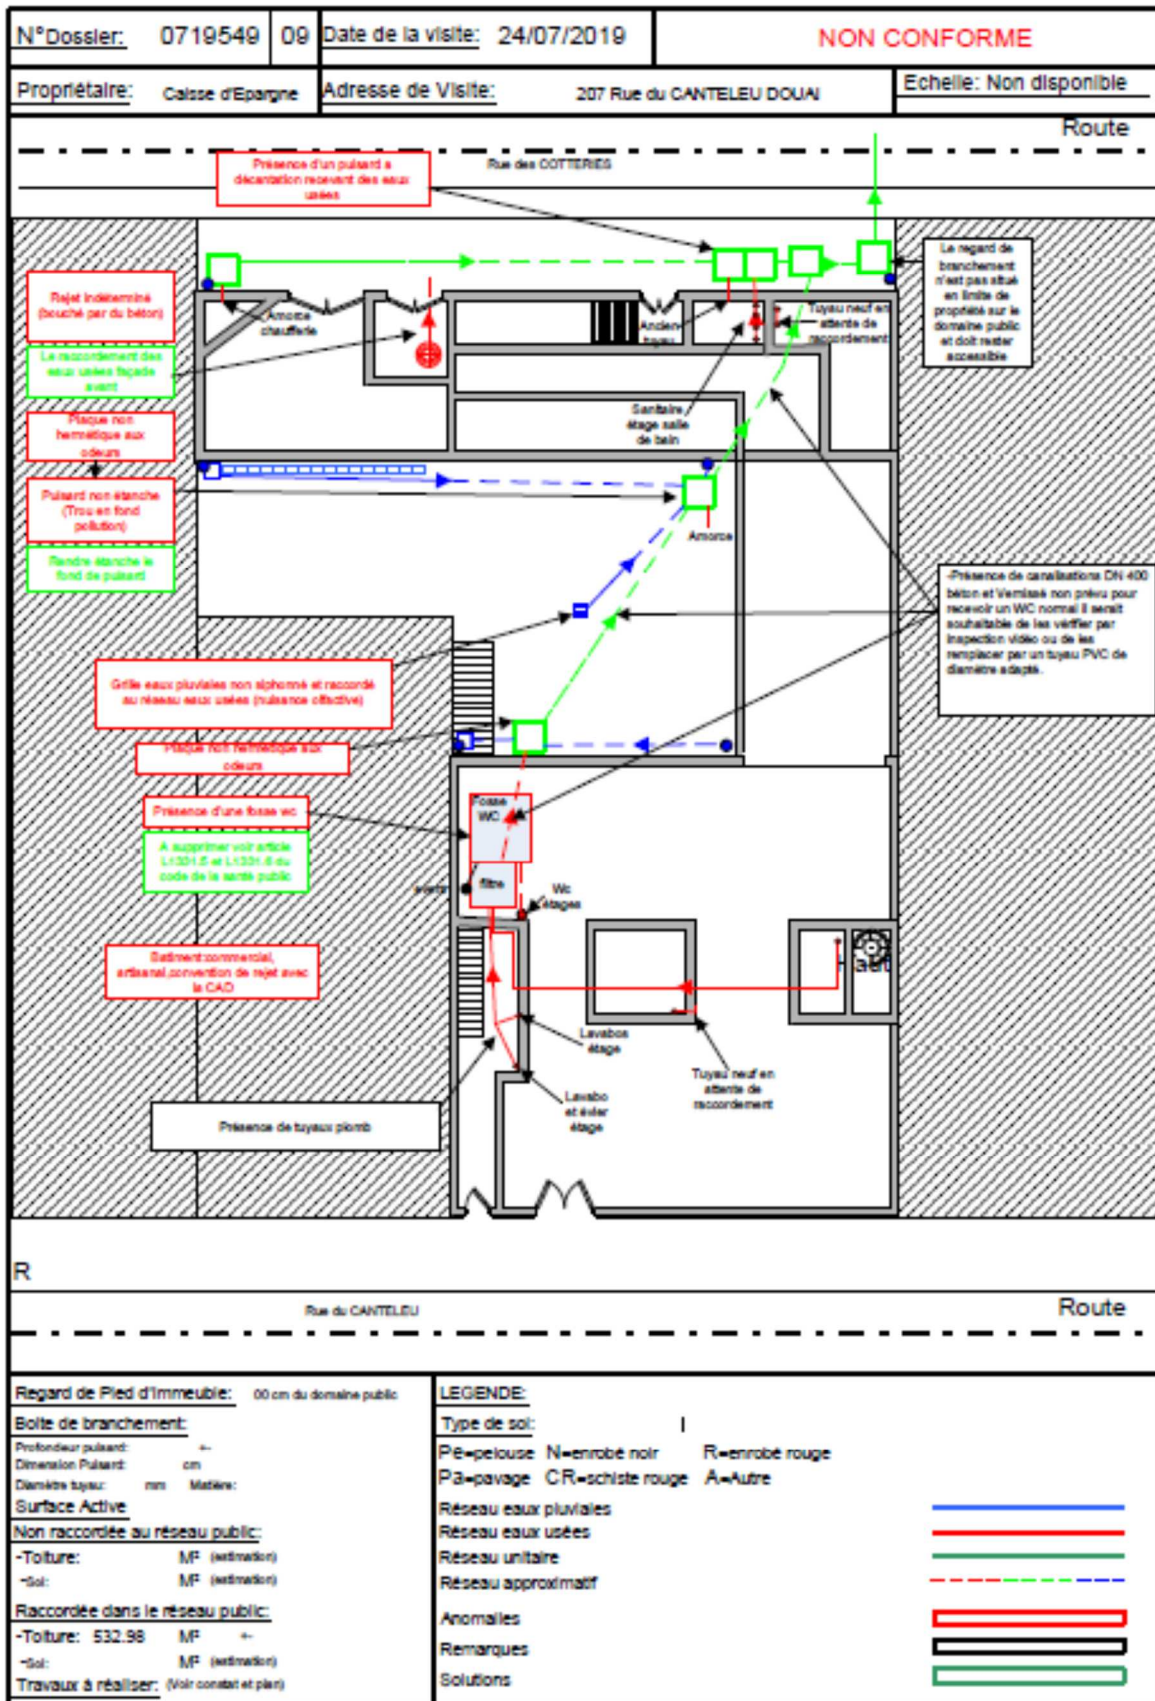 N°Dossier: 0719549 09 Date de la visite: 24/07/2019 NON CONFORME
Propriétaire: Caisse d'Epargne Adresse de Visite: 207 Rue du CANTELEU DOUAI Echelle: Non disponible
Route
Rue des COTTERIES
Présence d'un puisard a
décantation recevant des eaux
usées
Le regard de
branchement
n'est pas situé
en limite de
propriété sur le
domaine public
et doit rester
accessible
Rejet indéterminé
(bouché par du béton)
Le raccordement des
eaux usées façade
avant
Amorce
chaufferie
Ancien
tuyau
Tuyau neuf en
attente de
raccordement
Plaque non
hermétique aux
odeurs
Sanitaire
étage salle
de bain
Puisard non étanche
(Trou en fond
pollution)
Rendre étanche le
fond de puisard
Amorce
-Présence de canalisations DN 400
béton et Vernissé non prévu pour
recevoir un WC normal il serait
souhaitable de les vérifier par
inspection vidéo ou de les
remplacer par un tuyau PVC de
diamètre adapté.
Grille eaux pluviales non siphonné et raccordé
au réseau eaux usées (nuisance olfactive)
Plaque non hermétique aux
odeurs
Présence d'une fosse wc
A supprimer voir article
L1331.5 et L1331.6 du
code de la santé public
Fosse
WC
filtre
Wc
étages
Batiment:commercial,
artisanal,convention de rejet avec
la CAD
Lavabos
étage
Tuyau neuf en
attente de
raccordement
Lavabo
et évier
étage
Présence de tuyaux plomb
R
Rue du CANTELEU
Route
Regard de Pied d'Immeuble: 00 cm du domaine public
Boîte de branchement:
Profondeur puisard: +-
Dimension Puisard: cm
Diamètre tuyau: mm Matière:
Surface Active
Non raccordée au réseau public:
-Toiture: M² (estimation)
-Sol: M² (estimation)
Raccordée dans le réseau public:
-Toiture: 532.98 M² +-
-Sol: M² (estimation)
Travaux à réaliser: (Voir constat et plan)
LEGENDE:
Type de sol:
Pe=pelouse N=enrobé noir R=enrobé rouge
Pa=pavage CR=schiste rouge A=Autre
Réseau eaux pluviales
Réseau eaux usées
Réseau unitaire
Réseau approximatif
Anomalies
Remarques
Solutions